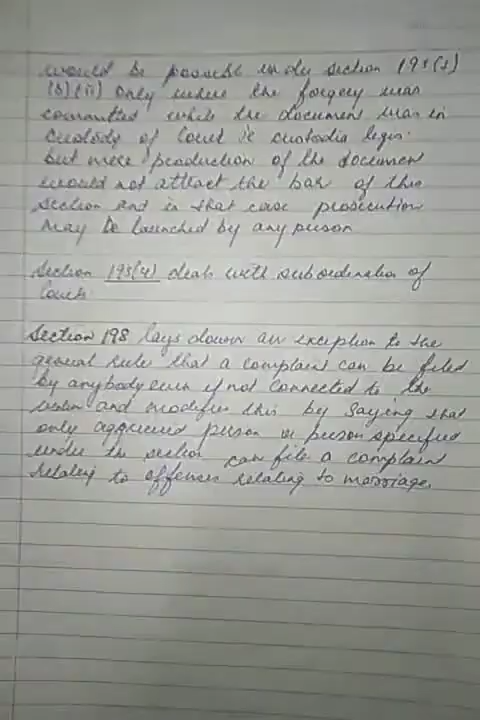 would be possible under section 195(1)
(b)(ii) only where the forgery was
committed while the document was in
custody of Court ie custodia legis.
but mere production of the document
would not attract the bar of this
section and in that case prosecution
may be launched by any person
Section 195(4) deals with subordination of
Courts.
Section 198 lays down an exception to the
general rule that a complaint can be filed
by anybody even if not connected to the
and modifies this by saying that
only aggrieved person or person specified
under the section can file a complain
relating to offences relating to marriage.